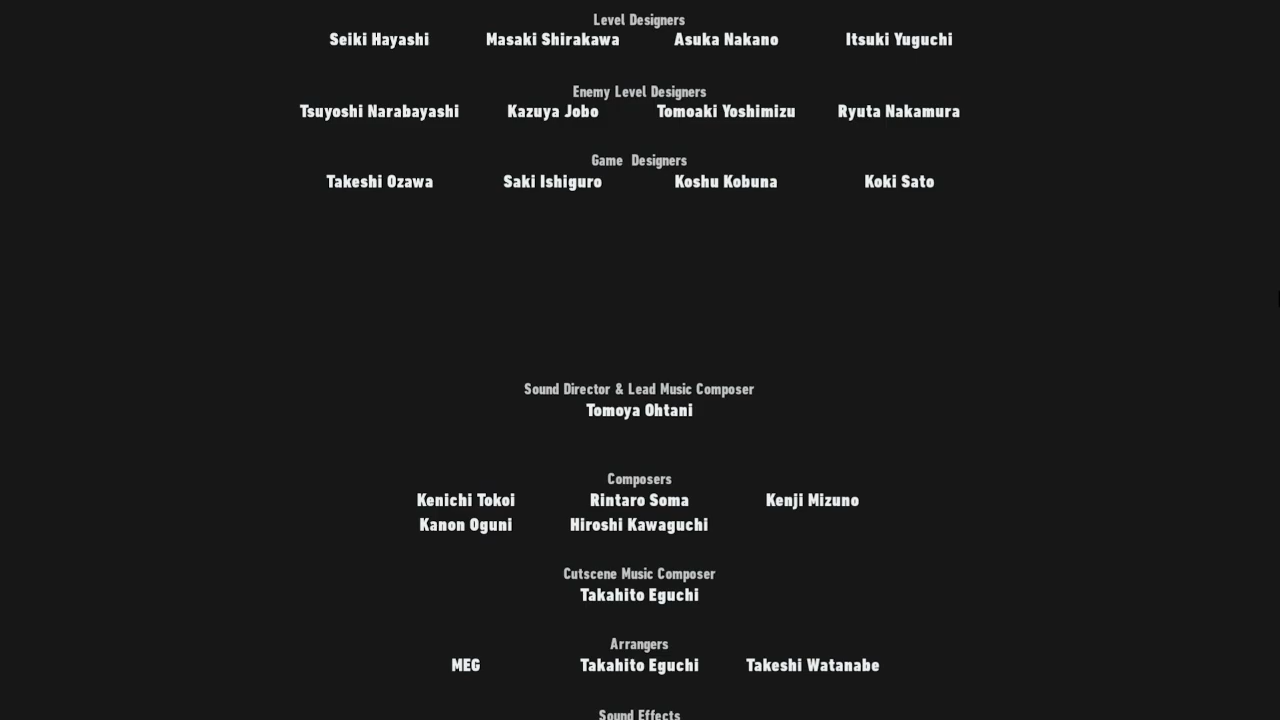 Level Designers
Seiki Hayashi Masaki Shirakawa Asuka Nakano Itsuki Yuguchi
Enemy Level Designers
Tsuyoshi Narabayashi Kazuya Jobo Tomoaki Yoshimizu Ryuta Nakamura
Game Designers
Takeshi Ozawa Saki Ishiguro Koshu Kobuna Koki Sato
Sound Director & Lead Music Composer
Tomoya Ohtani
Composers
Kenichi Tokoi Rintaro Soma Kenji Mizuno
Kanon Oguni Hiroshi Kawaguchi
Cutscene Music Composer
Takahito Eguchi
Arrangers
MEG Takahito Eguchi Takeshi Watanabe
Sound Effects